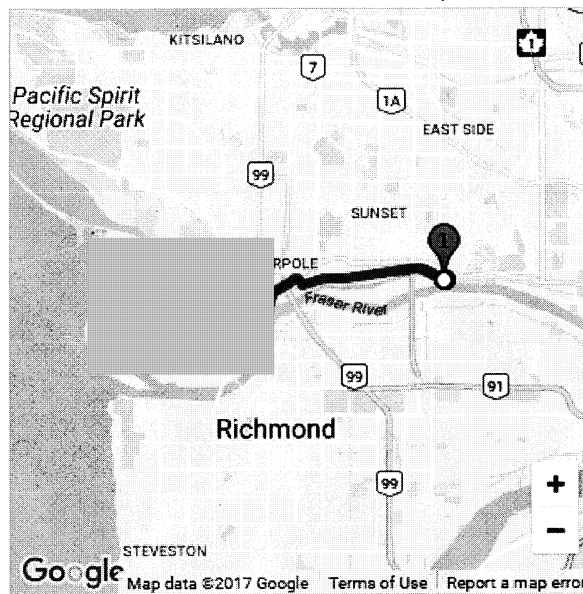 KITSILANO
1
7
Pacific Spirit
Regional Park
1A
EAST SIDE
99
SUNSET
1
RPOLE
Fraser River
99
91
Richmond
99
+
−
STEVESTON
Google
Map data ©2017 Google
Terms of Use
Report a map error